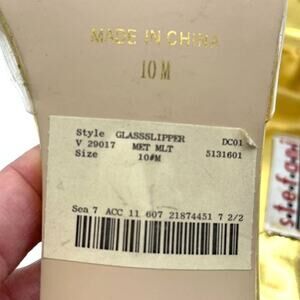 MADE IN CHINA
10 M
Style GLASSSLIPPER DC01
V 29017 MET MLT 5131601
Size 10#M
Sea 7 ACC 11 607 21874451 7 2/2
stefani